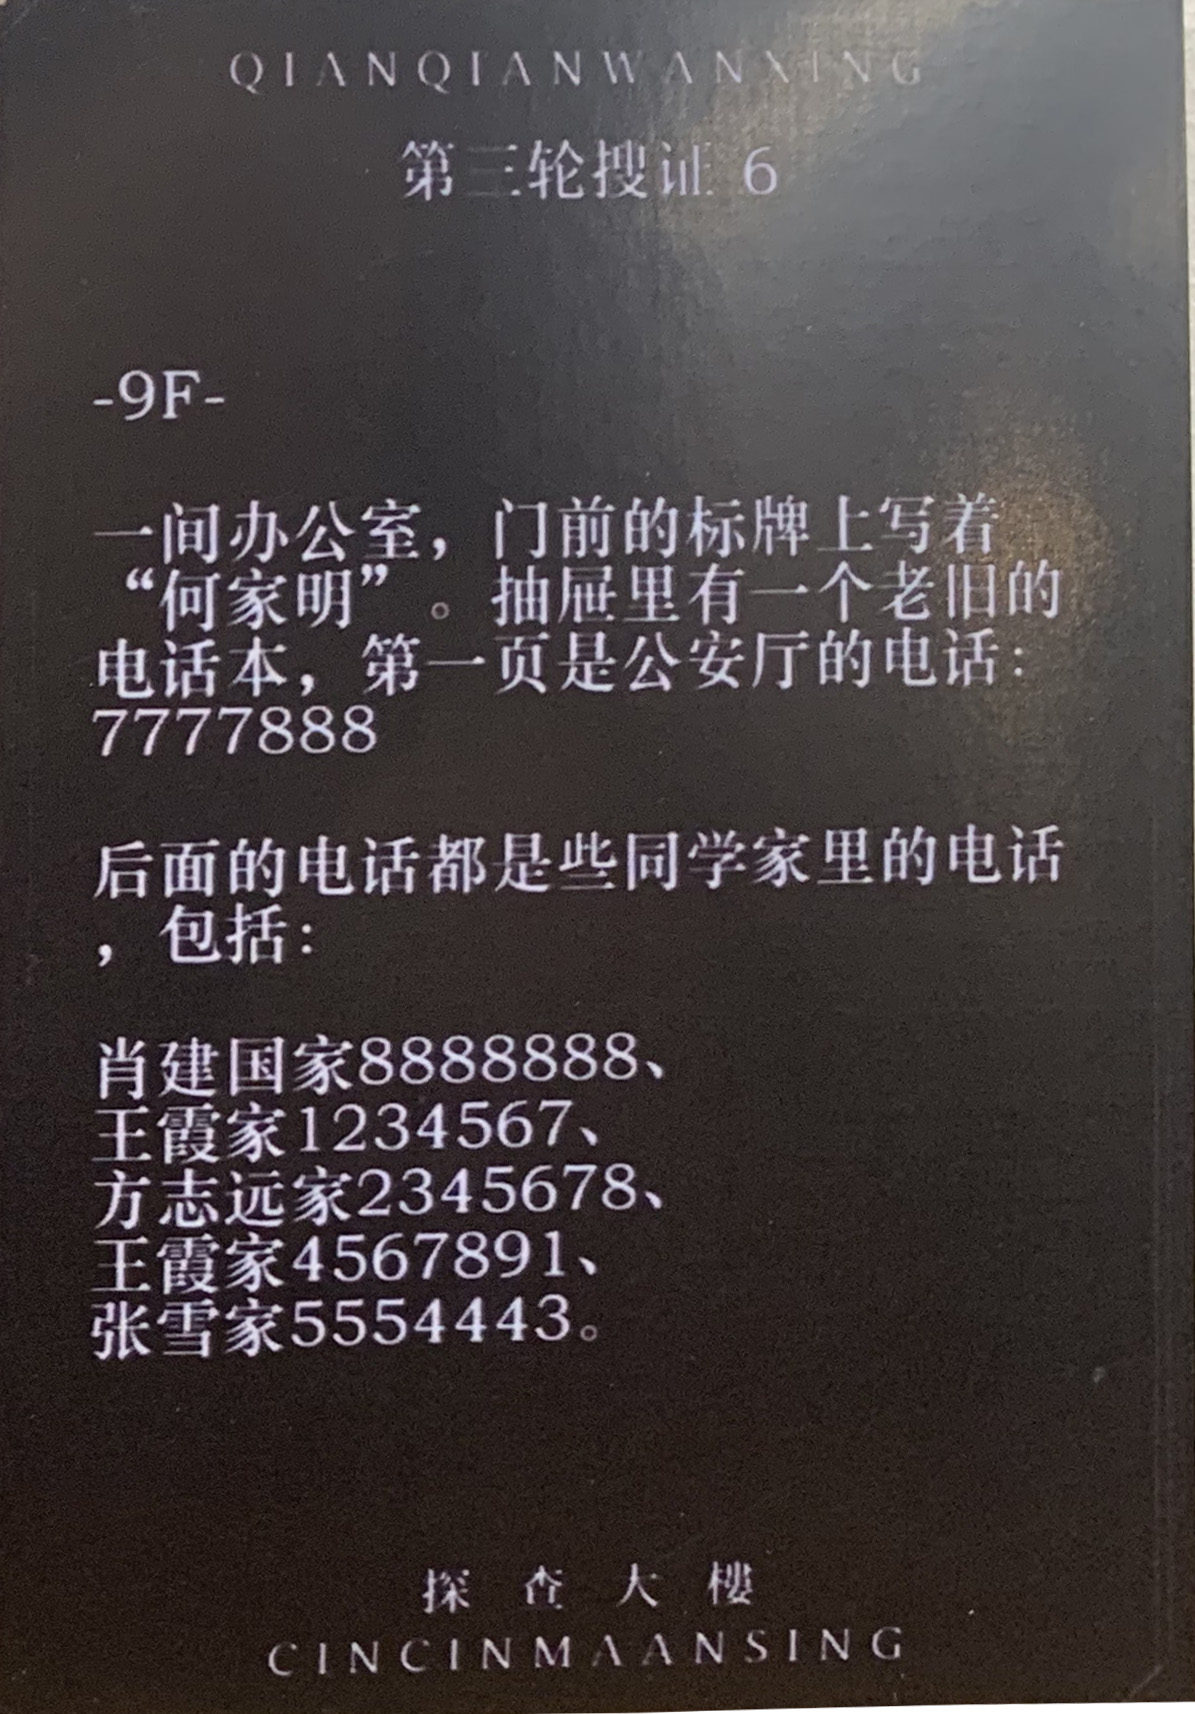 QIANQIANWANXING
第三轮搜证 6
-9F-
一间办公室，门前的标牌上写着
“何家明”。抽屉里有一个老旧的
电话本，第一页是公安厅的电话：
7777888
后面的电话都是些同学家里的电话
，包括：
肖建国家8888888、
王霞家1234567、
方志远家2345678、
王霞家4567891、
张雪家5554443。
探查大樓
CINCINMAANSING